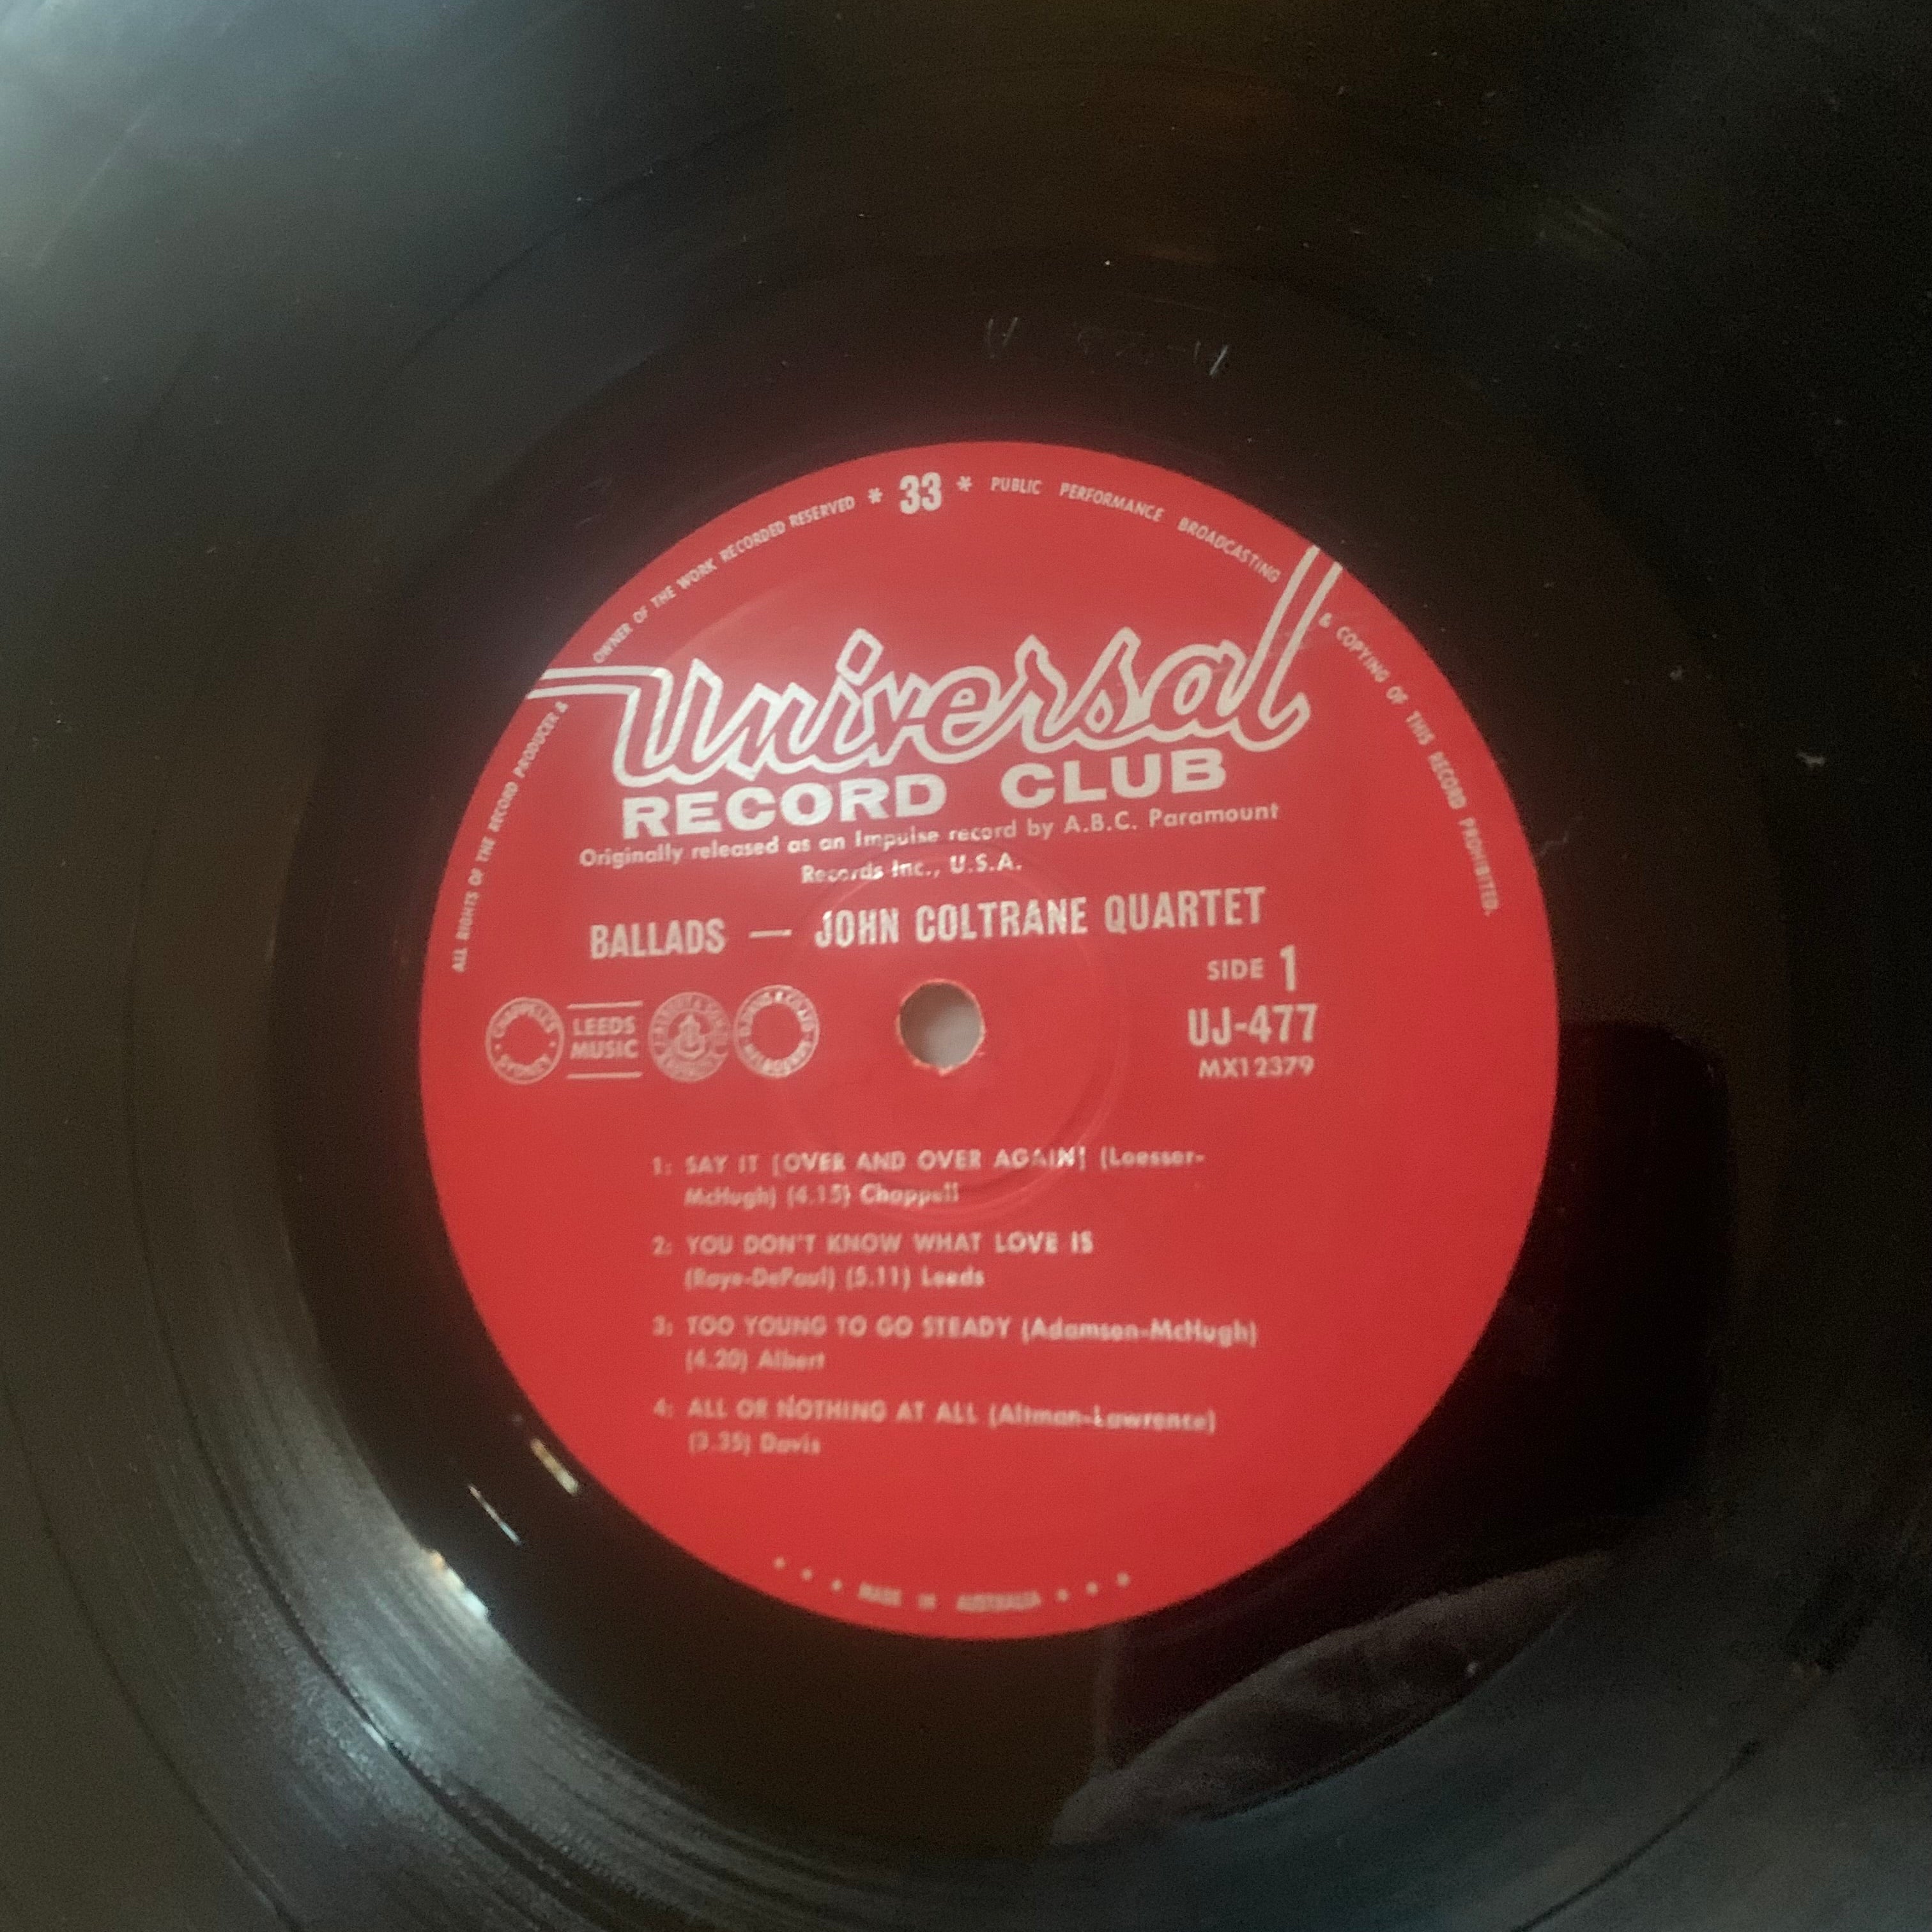 ALL RIGHTS OF THE RECORD PRODUCER & OWNER OF THE WORK RECORDED RESERVED * 33 * PUBLIC PERFORMANCE BROADCASTING & COPYING OF THIS RECORD PROHIBITED.
Universal
RECORD CLUB
Originally released as an Impulse record by A.B.C. Paramount
Records Inc., U.S.A.
BALLADS — JOHN COLTRANE QUARTET
SIDE 1
CHAPPELL'S SYDNEY
LEEDS
MUSIC
UJ-477
MX12379
1: SAY IT [OVER AND OVER AGAIN] (Loesser-
McHugh) (4.15) Chappell
2: YOU DON'T KNOW WHAT LOVE IS
(Raye-DePaul) (5.11) Leeds
3: TOO YOUNG TO GO STEADY (Adamson-McHugh)
(4.20) Albert
4: ALL OR NOTHING AT ALL (Altman-Lawrence)
(3.35) Davis
• • • MADE IN AUSTRALIA • • •